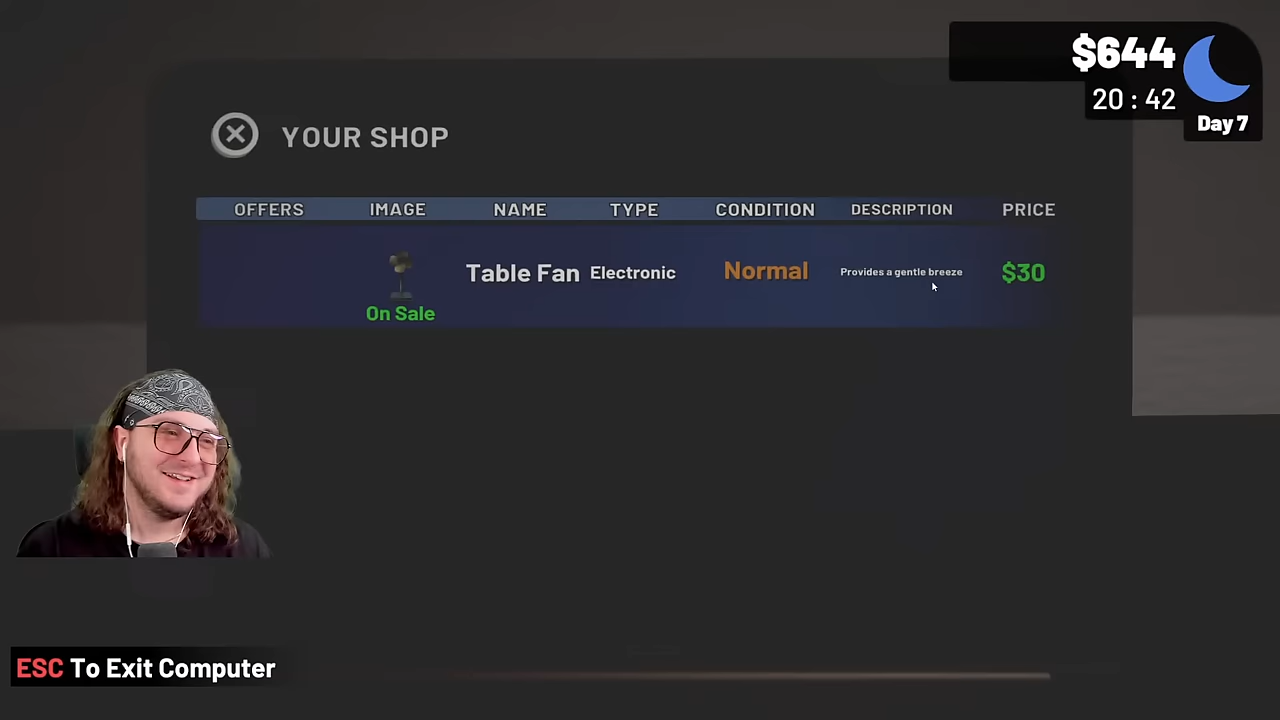 $644
20 : 42
Day 7
YOUR SHOP
OFFERS IMAGE NAME TYPE CONDITION DESCRIPTION PRICE
Table Fan Electronic Normal Provides a gentle breeze $30
On Sale
ESC To Exit Computer